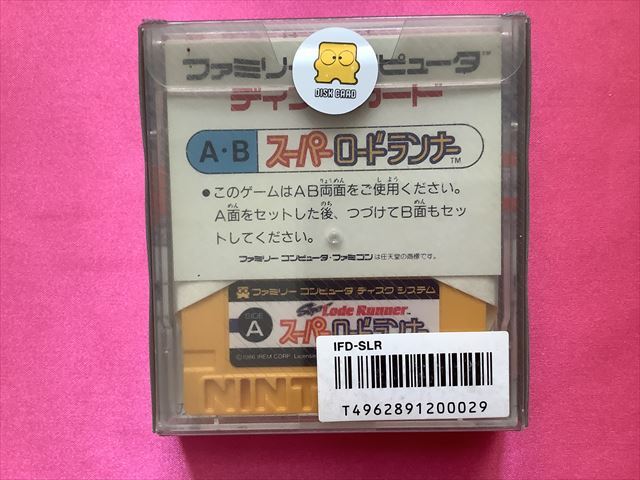 ファミリーコンピュータ
ディスクカード
DISK CARD
A・B スーパーロードランナー TM
●このゲームはAB両面をご使用ください。
A面をセットした後、つづけてB面もセッ
トしてください。
ファミリー コンピュータ・ファミコンは任天堂の商標です。
ファミリー コンピュータ ディスク システム
SIDE A
Super Lode Runner
スーパーロードランナ
©1986 IREM CORP. License
NINT
IFD-SLR
T4962891200029